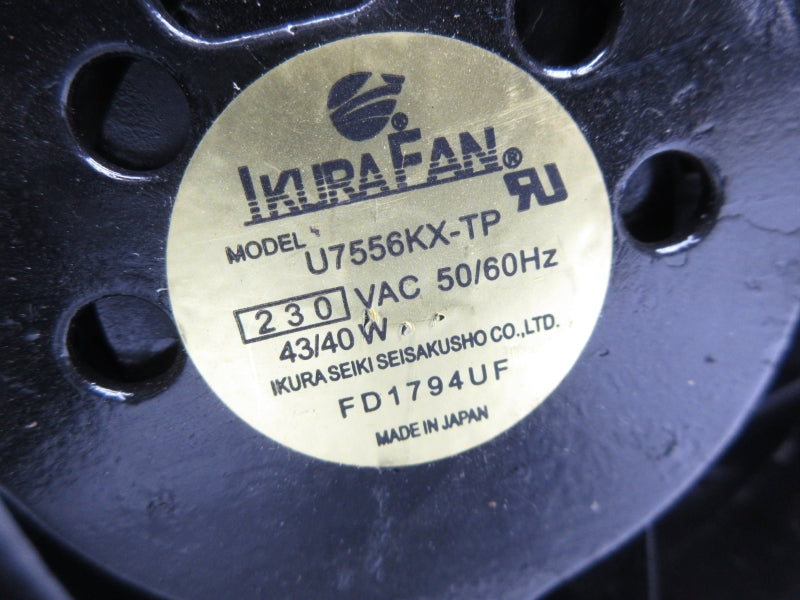 IKURAFAN®
MODEL U7556KX-TP
230 VAC 50/60Hz
43/40 W
IKURA SEIKI SEISAKUSHO CO.,LTD.
FD1794UF
MADE IN JAPAN